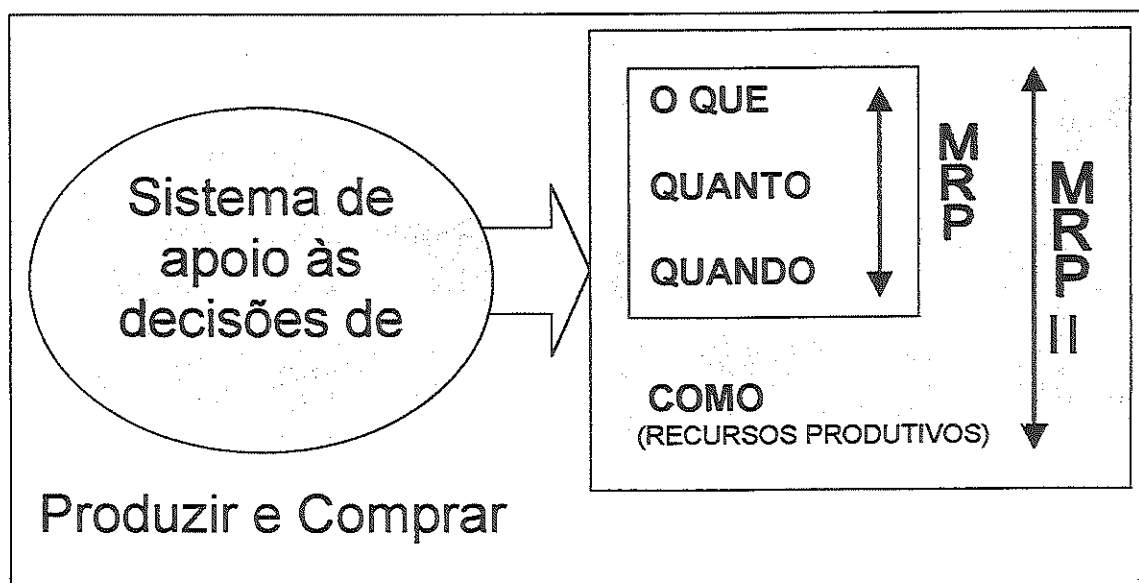 Sistema de
apoio às
decisões de
Produzir e Comprar
O QUE
QUANTO
QUANDO
MRP
COMO
(RECURSOS PRODUTIVOS)
MRP II